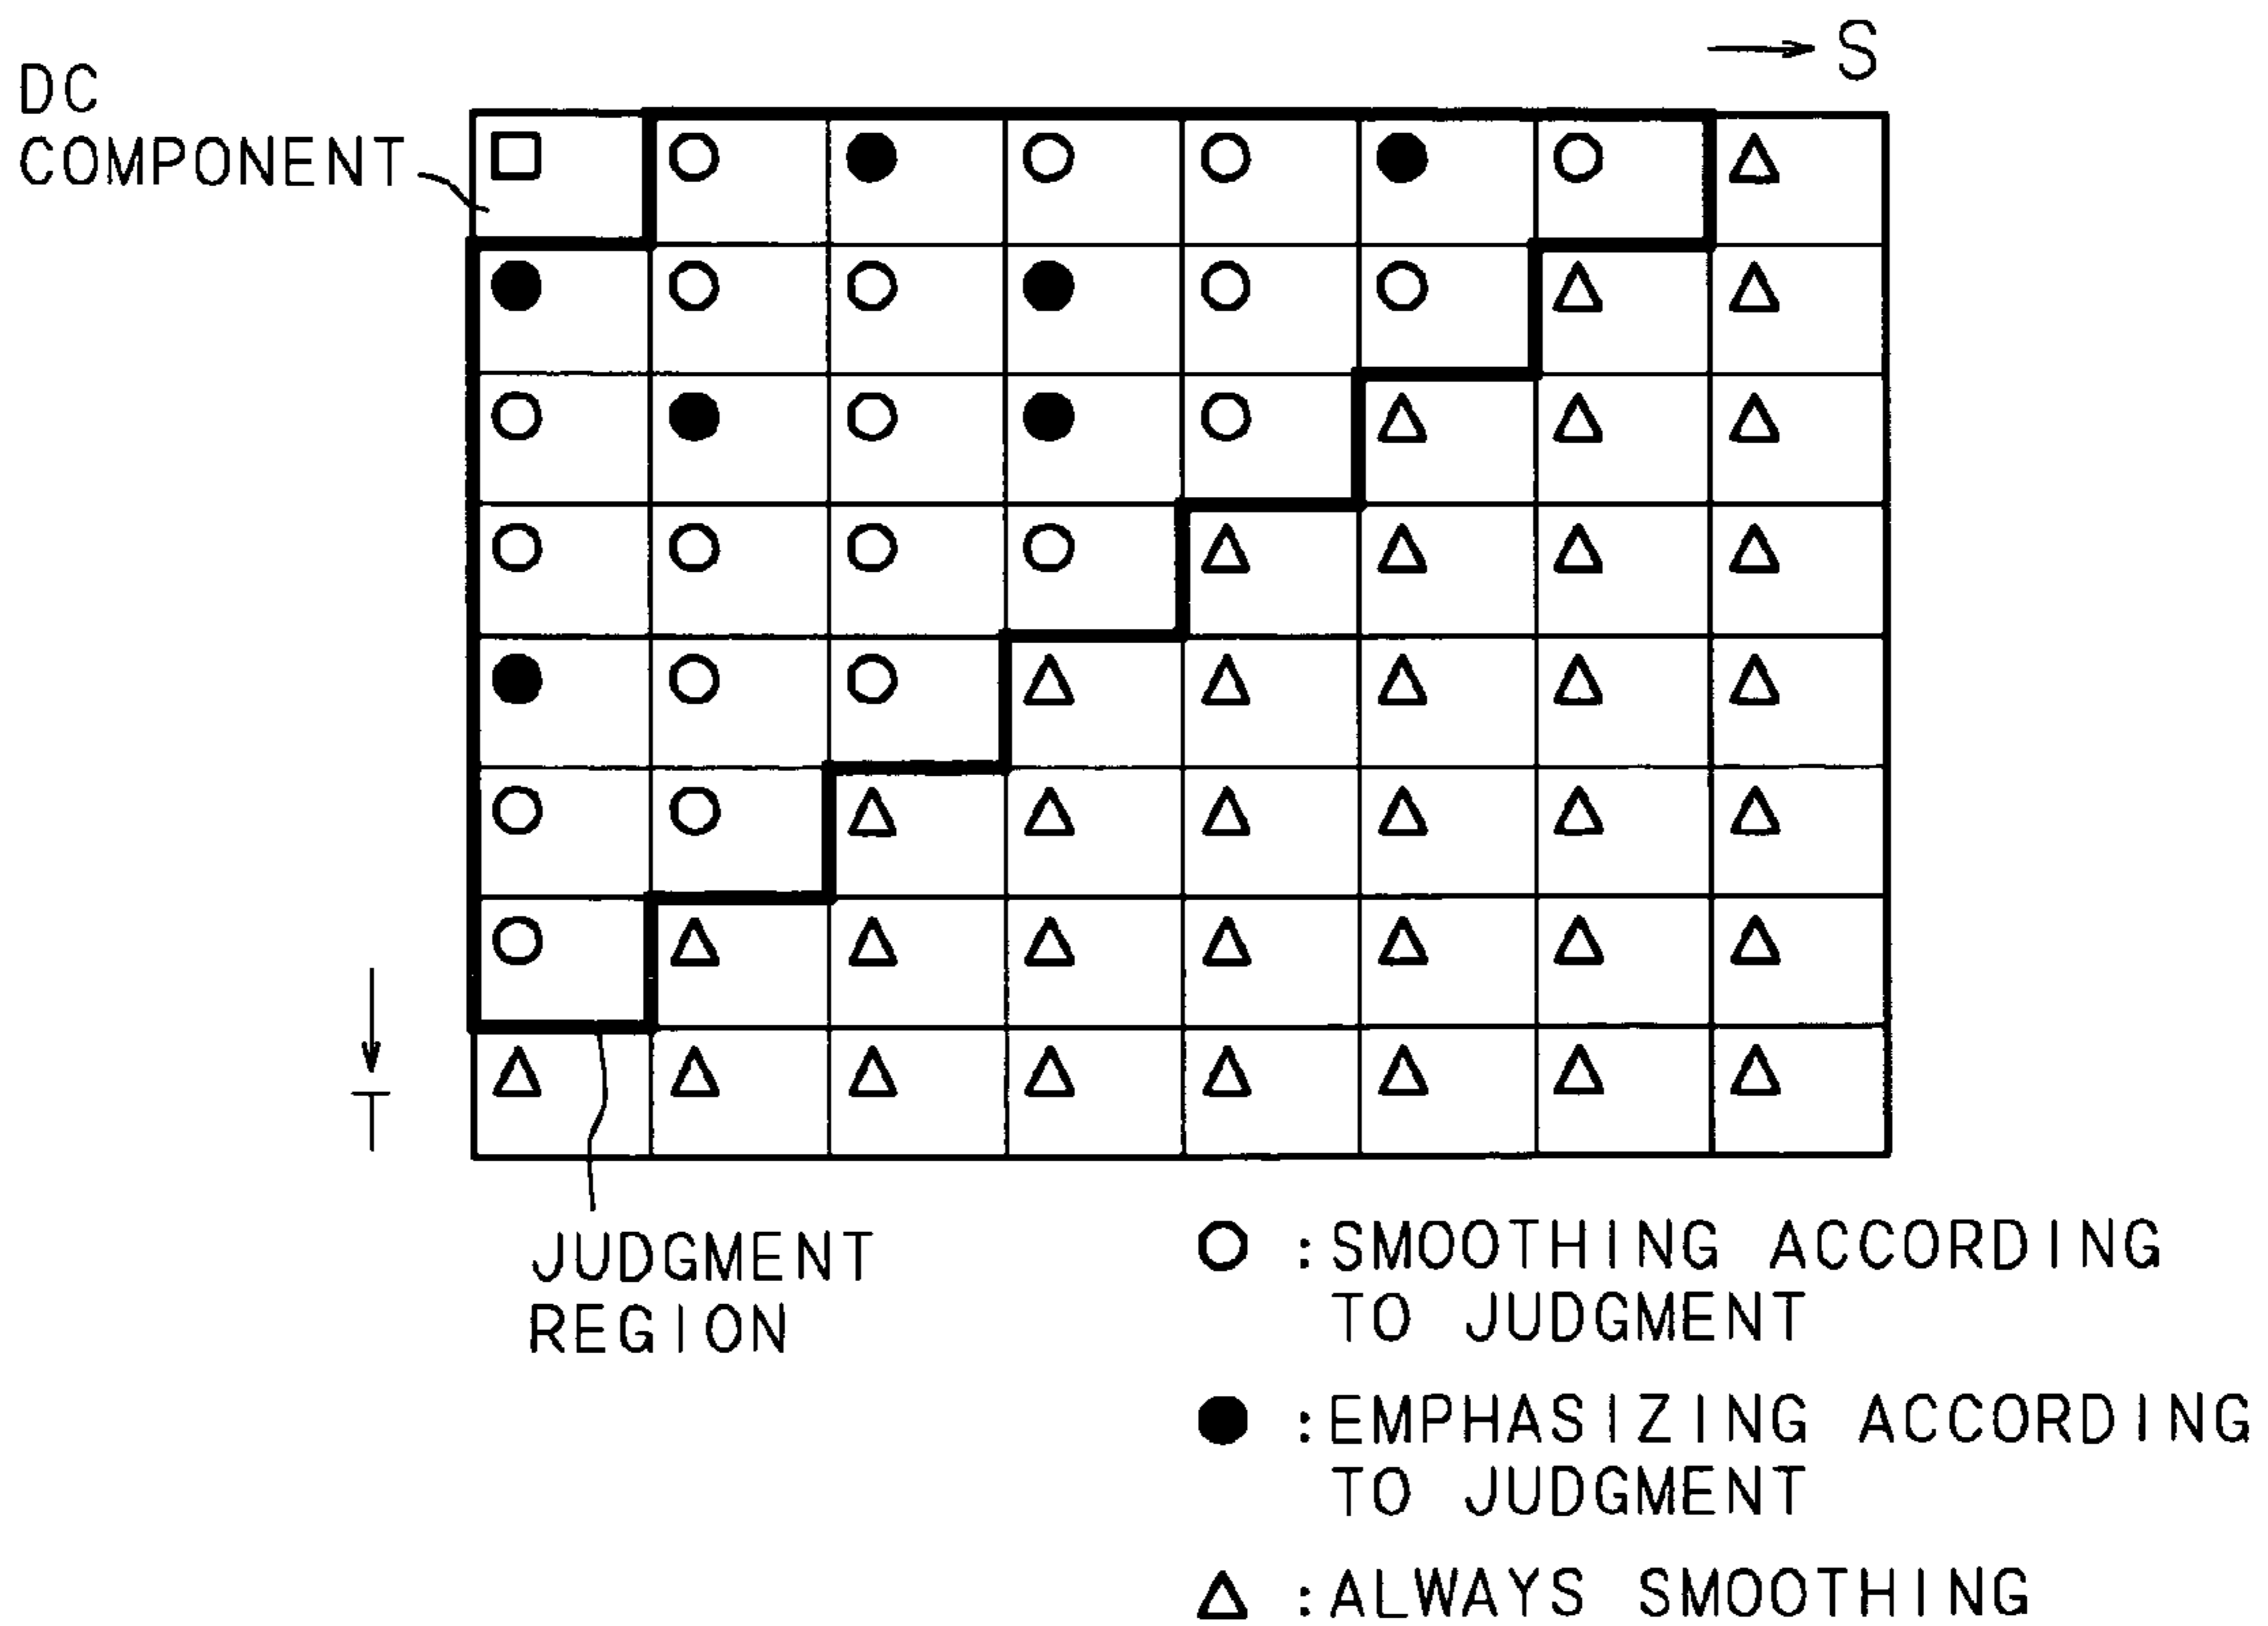 S
DC
COMPONENT
T
JUDGMENT
REGION
○ :SMOOTHING ACCORDING
TO JUDGMENT
● :EMPHASIZING ACCORDING
TO JUDGMENT
△ :ALWAYS SMOOTHING